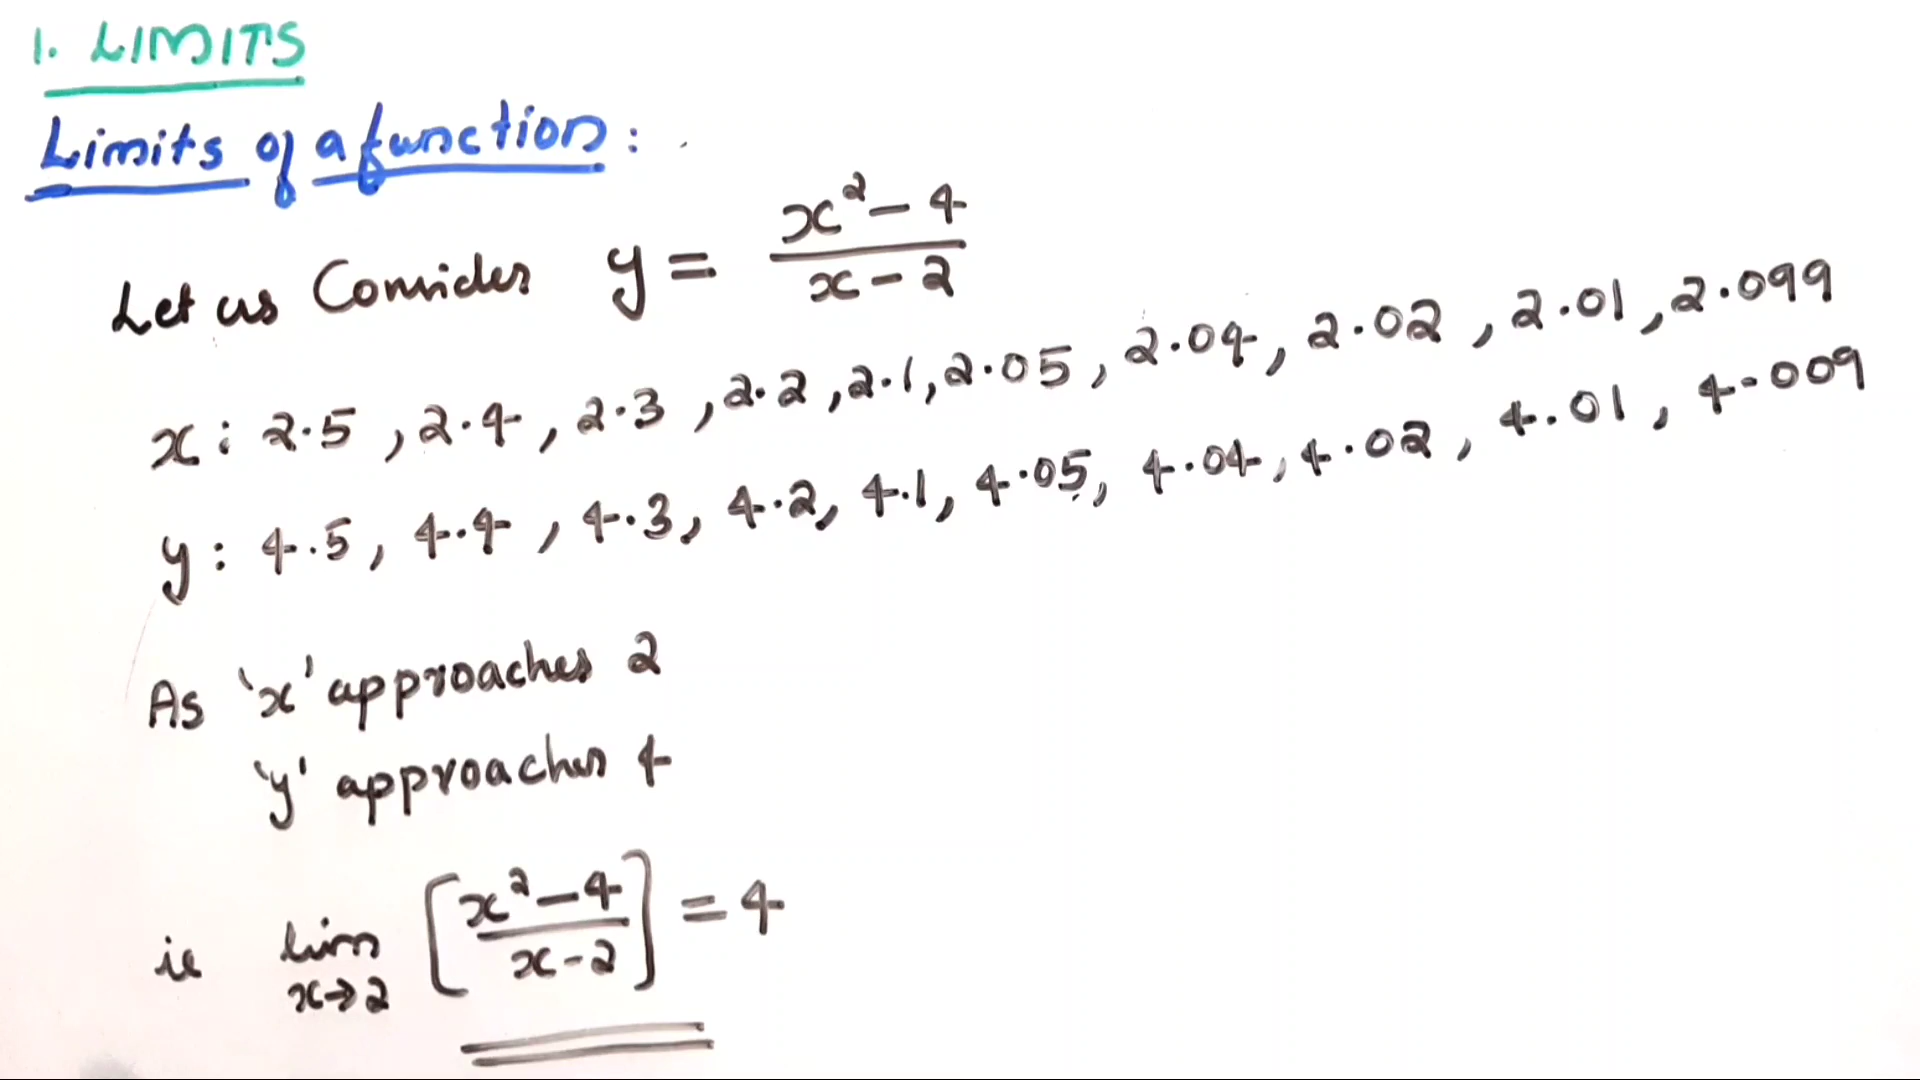 1. LIMITS
Limits of a function:
Let us Consider y = x² - 4 / x - 2
x: 2.5, 2.4, 2.3, 2.2, 2.1, 2.05, 2.04, 2.02, 2.01, 2.099
y: 4.5, 4.4, 4.3, 4.2, 4.1, 4.05, 4.04, 4.02, 4.01, 4.009
As 'x' approaches 2
'y' approaches 4
ie lim x→2 [x² - 4 / x - 2] = 4